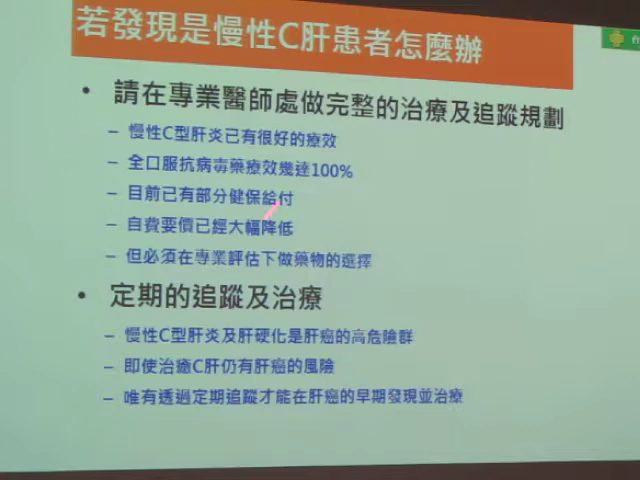 若發現是慢性C肝患者怎麼辦
• 請在專業醫師處做完整的治療及追蹤規劃
– 慢性C型肝炎已有很好的療效
– 全口服抗病毒藥療效幾達100%
– 目前已有部分健保給付
– 自費要價已經大幅降低
– 但必須在專業評估下做藥物的選擇
• 定期的追蹤及治療
– 慢性C型肝炎及肝硬化是肝癌的高危險群
– 即使治癒C肝仍有肝癌的風險
– 唯有透過定期追蹤才能在肝癌的早期發現並治療